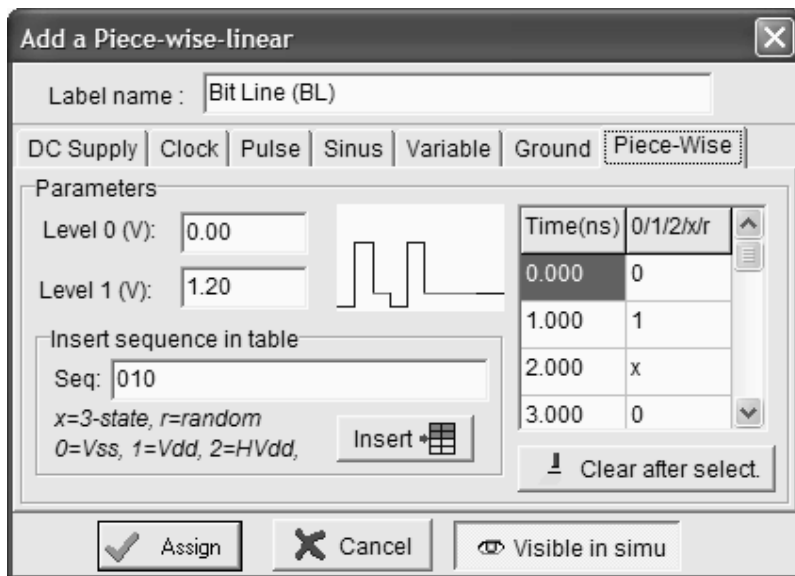 Add a Piece-wise-linear
Label name : Bit Line (BL)
DC Supply Clock Pulse Sinus Variable Ground Piece-Wise
Parameters
Level 0 (V): 0.00
Level 1 (V): 1.20
Insert sequence in table
Seq: 010
x=3-state, r=random
0=Vss, 1=Vdd, 2=HVdd,
Insert
Time(ns) 0/1/2/x/r
0.000 0
1.000 1
2.000 x
3.000 0
Clear after select.
Assign Cancel Visible in simu